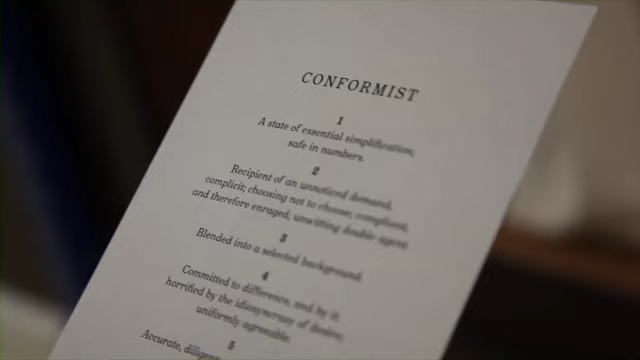 CONFORMIST
1
A state of essential simplification;
safe in numbers.
2
Recipient of an unnoticed demand,
complicit; choosing not to choose; compliant,
and therefore enraged, unwitting double agent.
3
Blended into a selected background.
4
Committed to difference, and by it,
horrified by the idiosyncrasy of desire,
uniformly agreeable.
5
Accurate, diligent